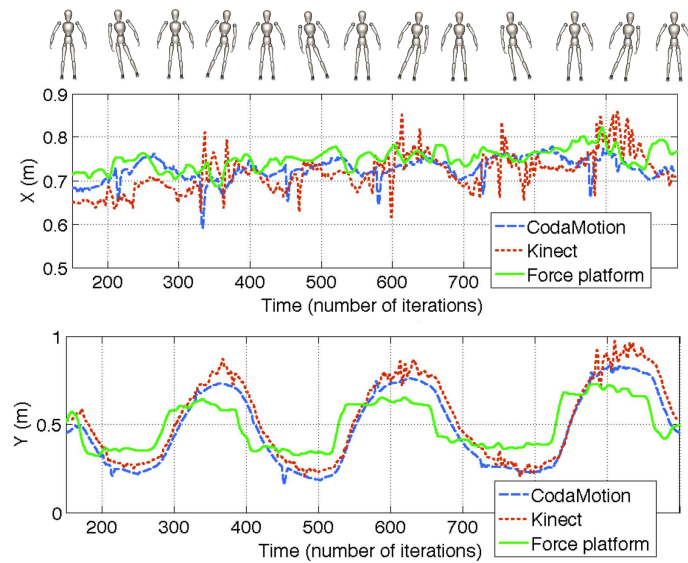 0.9
0.8
0.7
0.6
0.5
X (m)
200 300 400 500 600 700
Time (number of iterations)
CodaMotion
Kinect
Force platform
1
0.5
0
Y (m)
200 300 400 500 600 700
Time (number of iterations)
CodaMotion
Kinect
Force platform